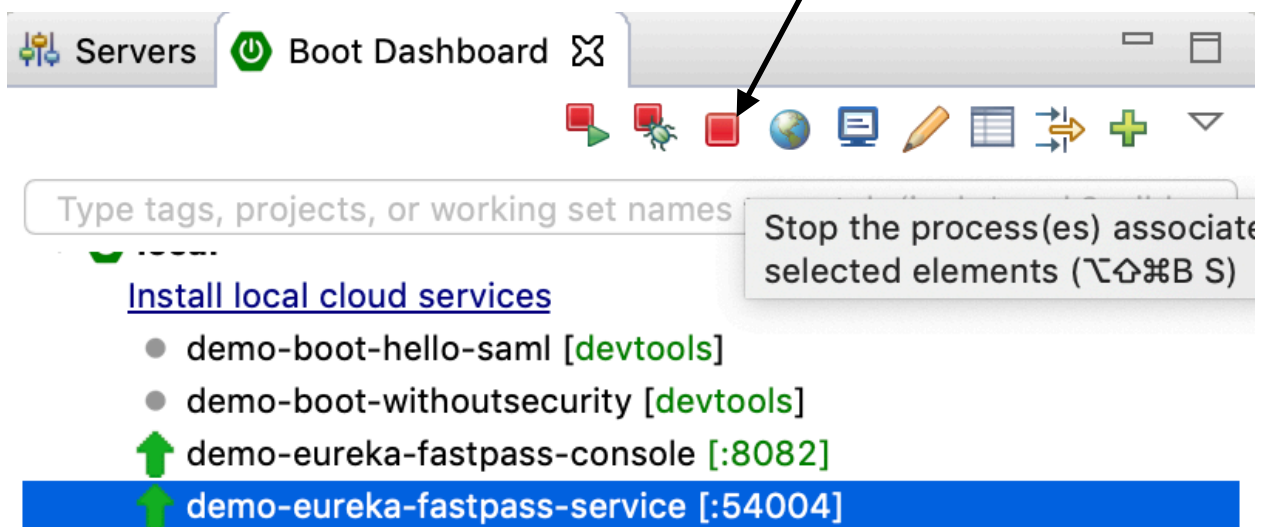 Servers
Boot Dashboard
Type tags, projects, or working set names
Stop the process(es) associate
selected elements (⌥⇧⌘B S)
local
Install local cloud services
demo-boot-hello-saml [devtools]
demo-boot-withoutsecurity [devtools]
demo-eureka-fastpass-console [:8082]
demo-eureka-fastpass-service [:54004]